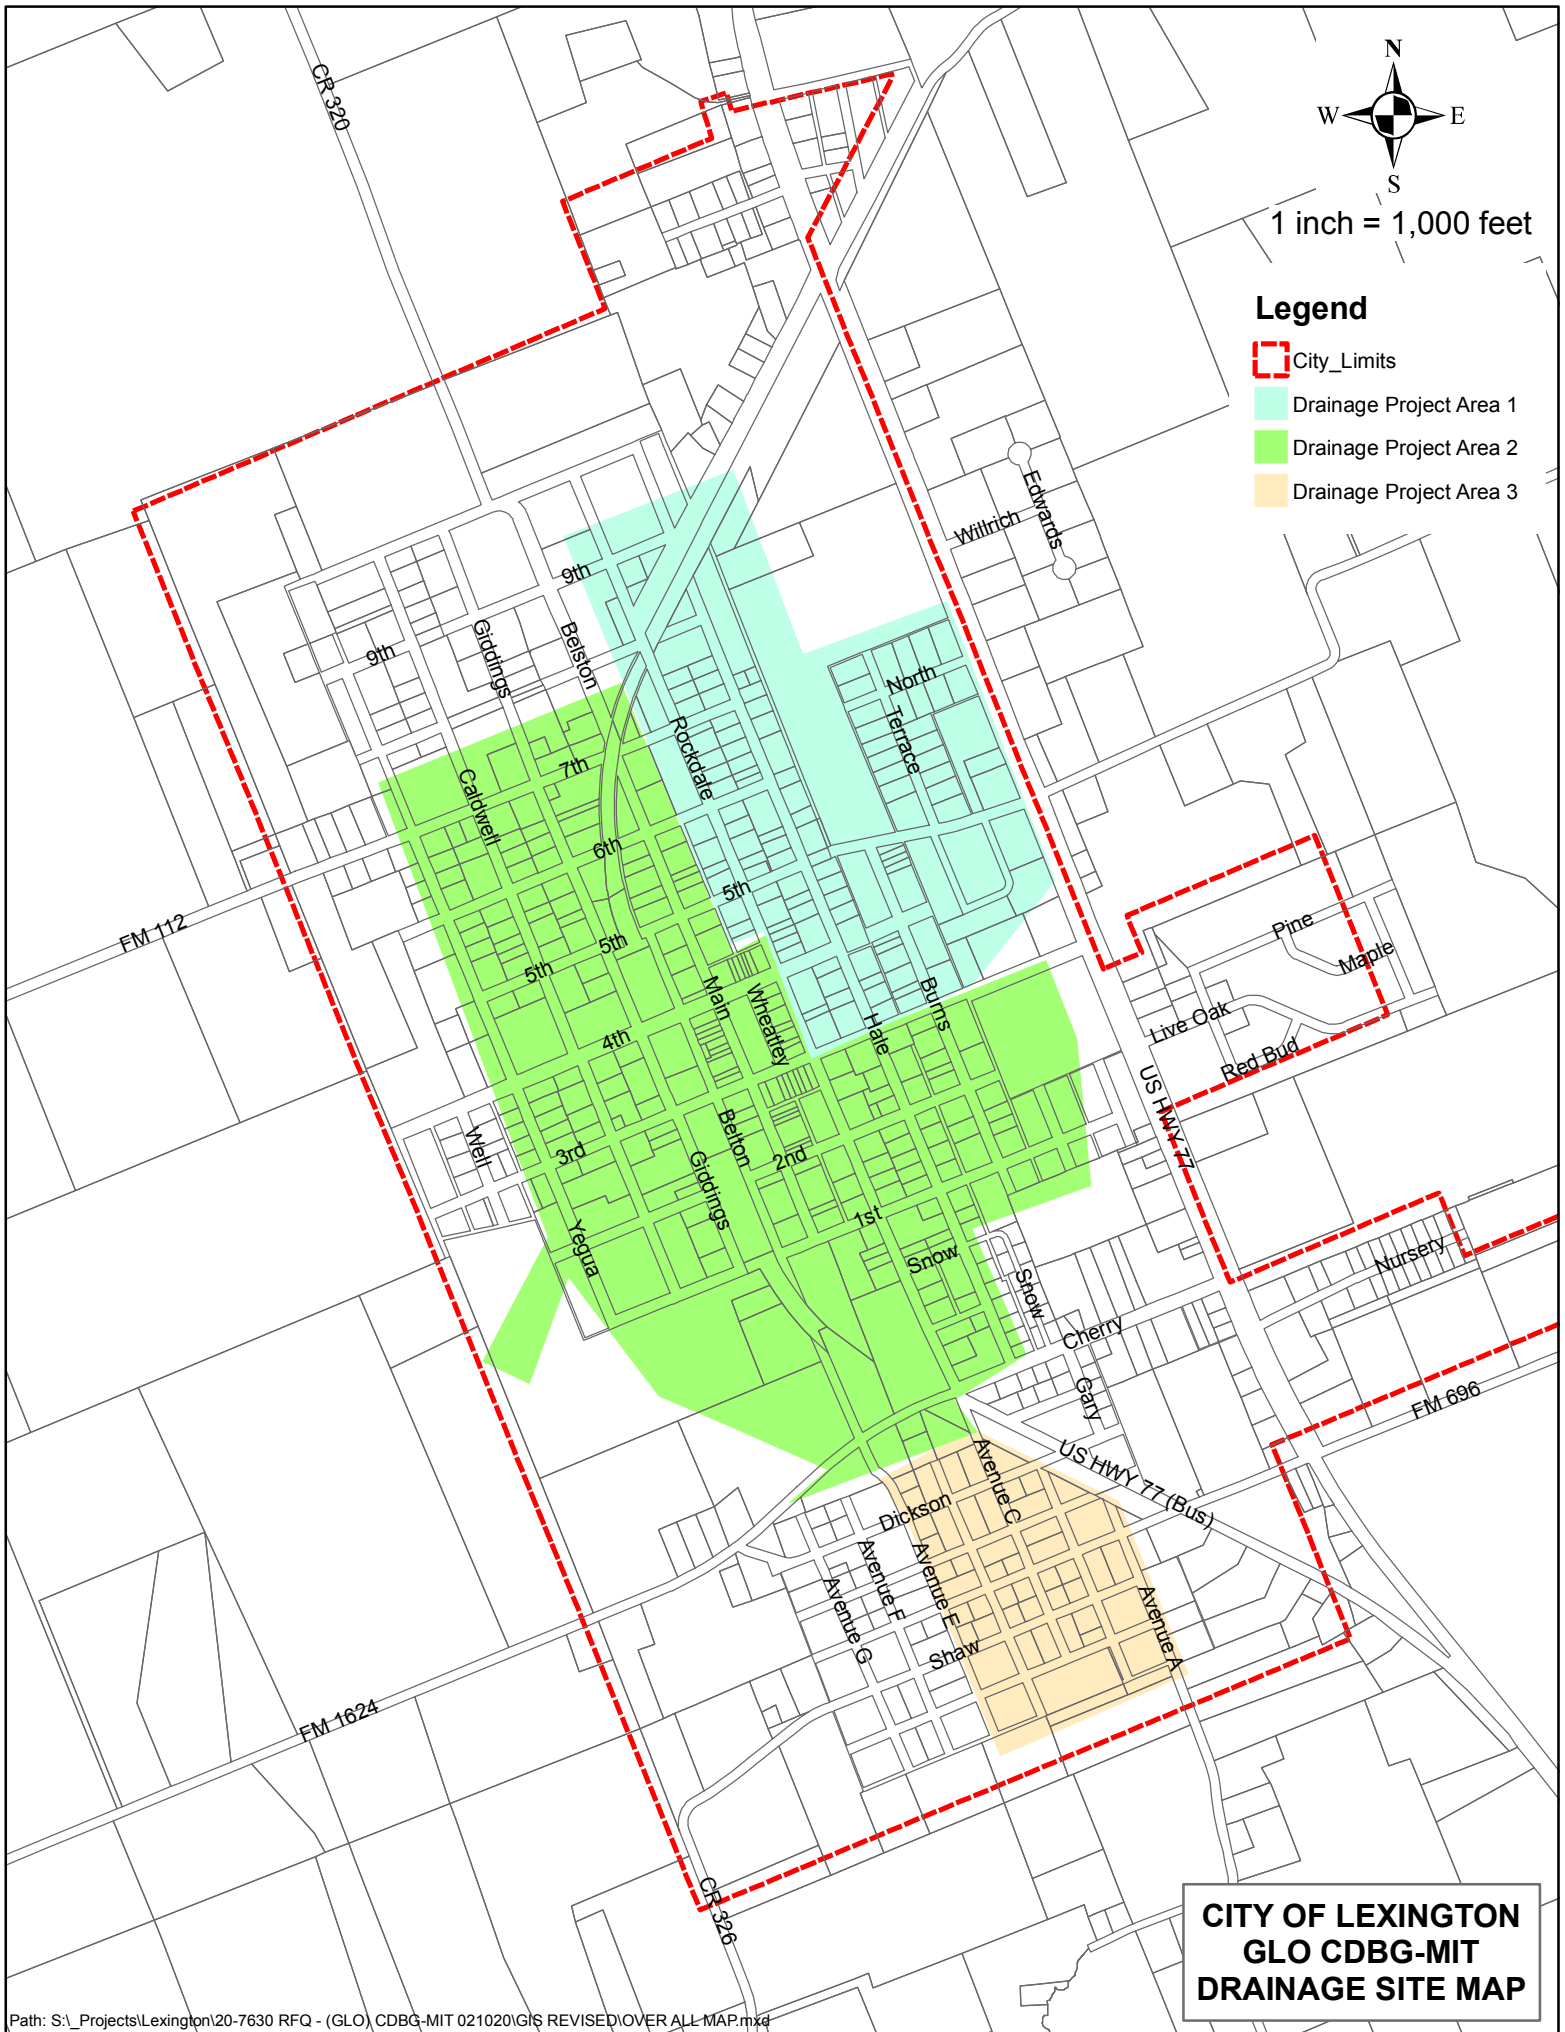 N
W
E
S
1 inch = 1,000 feet
Legend
City_Limits
Drainage Project Area 1
Drainage Project Area 2
Drainage Project Area 3
CR 320
Edwards
Willrich
9th
9th
Giddings
Belston
North
Terrace
Rockdale
7th
Caldwell
6th
5th
FM 112
5th
5th
Pine
Maple
Main
Wheatley
Burns
Hale
Live Oak
4th
Red Bud
US HWY 77
Belton
Well
3rd
2nd
Giddings
1st
Yegua
Snow
Snow
Nursery
Cherry
Gary
FM 696
Avenue C
US HWY 77 (Bus)
Dickson
Avenue F
Avenue E
Avenue G
Avenue A
Shaw
FM 1624
CR 326
CITY OF LEXINGTON
GLO CDBG-MIT
DRAINAGE SITE MAP
Path: S:\_Projects\Lexington\20-7630 RFQ - (GLO) CDBG-MIT 021020\GIS REVISED\OVER ALL MAP.mxd